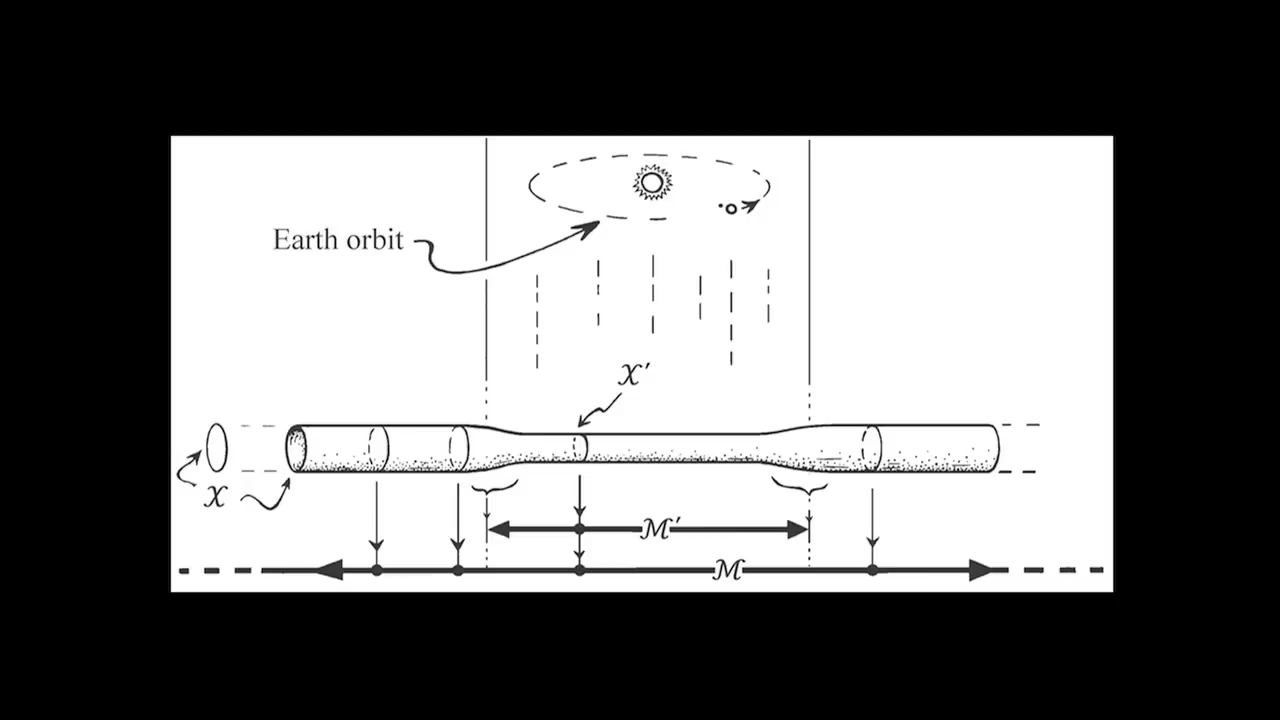 Earth orbit
𝒳′
𝒳
ℳ′
ℳ